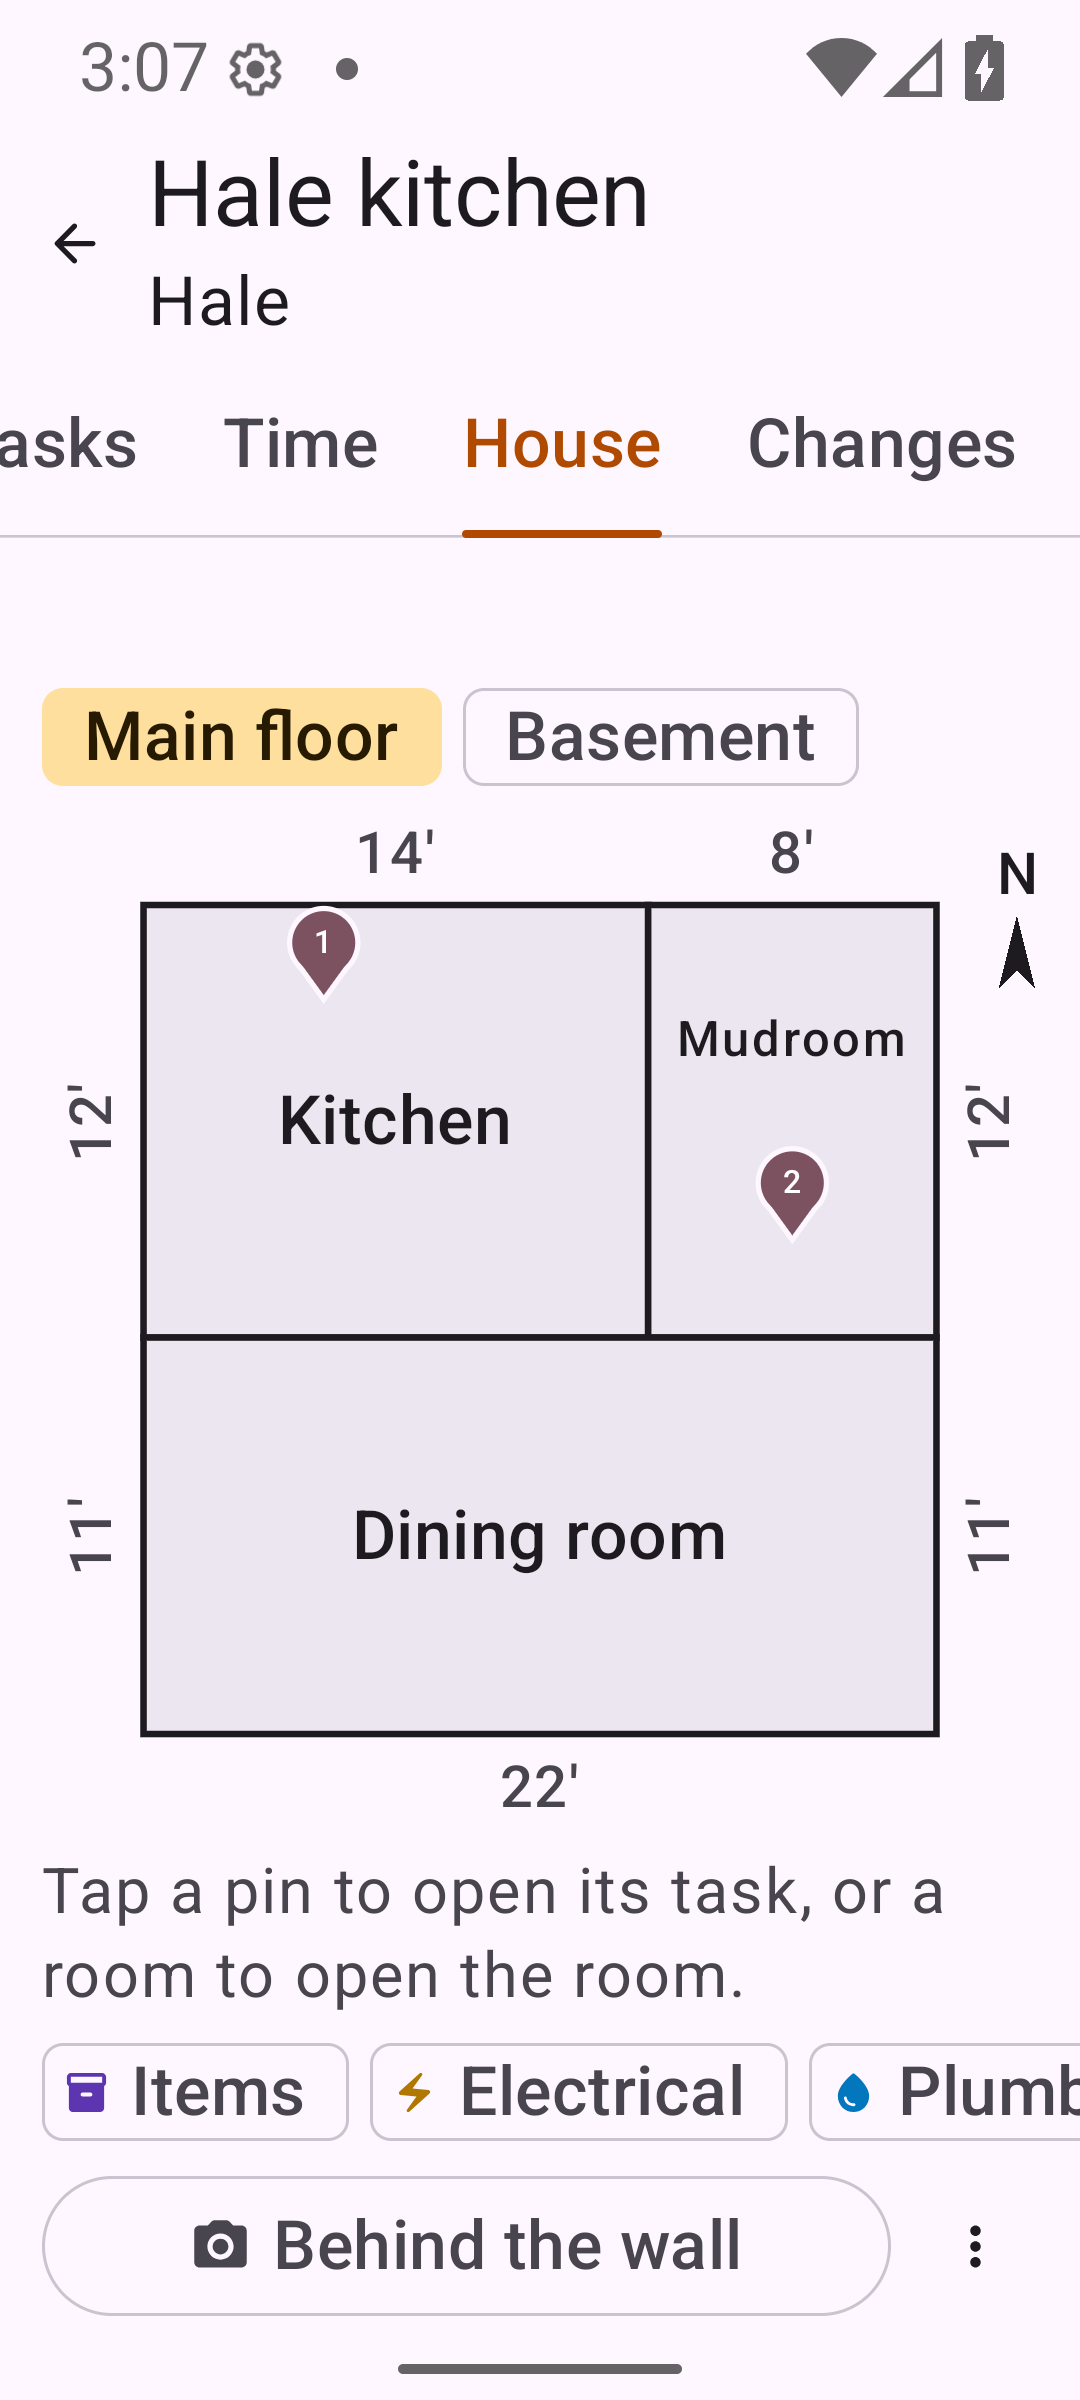 3:07
Hale kitchen
Hale
asks Time House Changes
Main floor Basement
14' 8'
N
1
Mudroom
12' 12'
Kitchen
2
Dining room
11' 11'
22'
Tap a pin to open its task, or a
room to open the room.
Items Electrical Plumb
Behind the wall